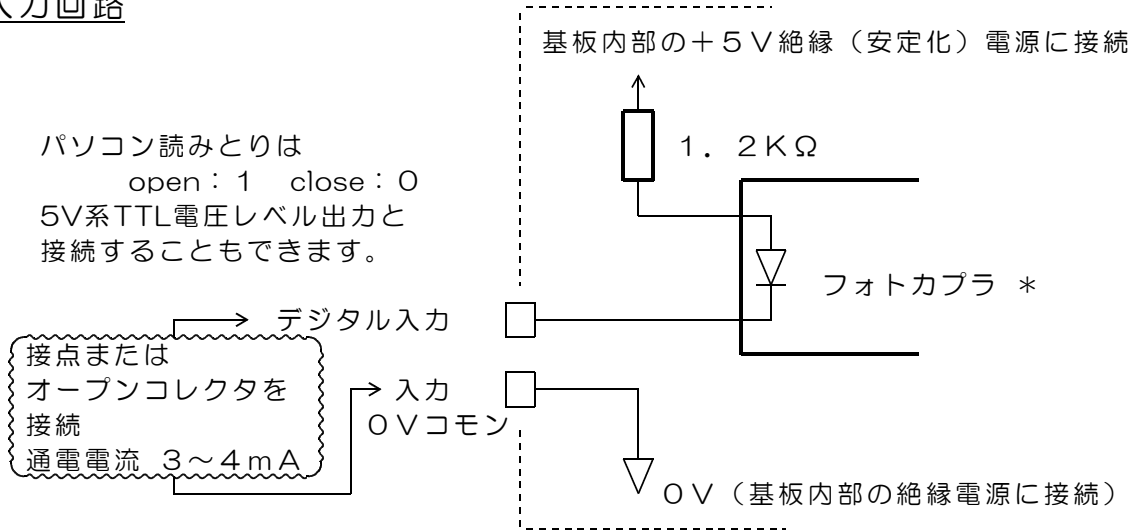 入力回路
基板内部の＋５Ｖ絶縁（安定化）電源に接続
１．２ＫΩ
パソコン読みとりは
open：１　close：０
5V系TTL電圧レベル出力と
接続することもできます。
フォトカプラ ＊
デジタル入力
接点または
オープンコレクタを
接続
通電電流 ３～４ｍＡ
入力
０Ｖコモン
０Ｖ（基板内部の絶縁電源に接続）